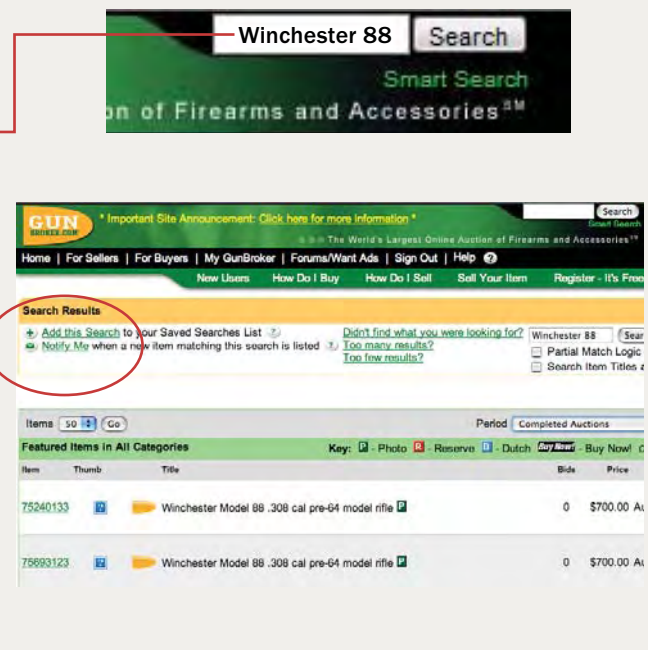 Winchester 88 Search
Smart Search
on of Firearms and Accessories SM
GUN
BROKER.COM
* Important Site Announcement: Click here for more information *
Search
Smart Search
The World's Largest Online Auction of Firearms and Accessories SM
Home | For Sellers | For Buyers | My GunBroker | Forums/Want Ads | Sign Out | Help ?
New Users How Do I Buy How Do I Sell Sell Your Item Register - It's Free
Search Results
Add this Search to your Saved Searches List ?
Notify Me when a new item matching this search is listed ?
Didn't find what you were looking for?
Too many results?
Too few results?
Winchester 88 Sear
Partial Match Logic
Search Item Titles a
Items 50 Go Period Completed Auctions
Featured Items in All Categories Key: P - Photo R - Reserve D - Dutch Buy Now! - Buy Now!
Item Thumb Title Bids Price
75240133 Winchester Model 88 .308 cal pre-64 model rifle P 0 $700.00 Au
75693123 Winchester Model 88 .308 cal pre-64 model rifle P 0 $700.00 Au